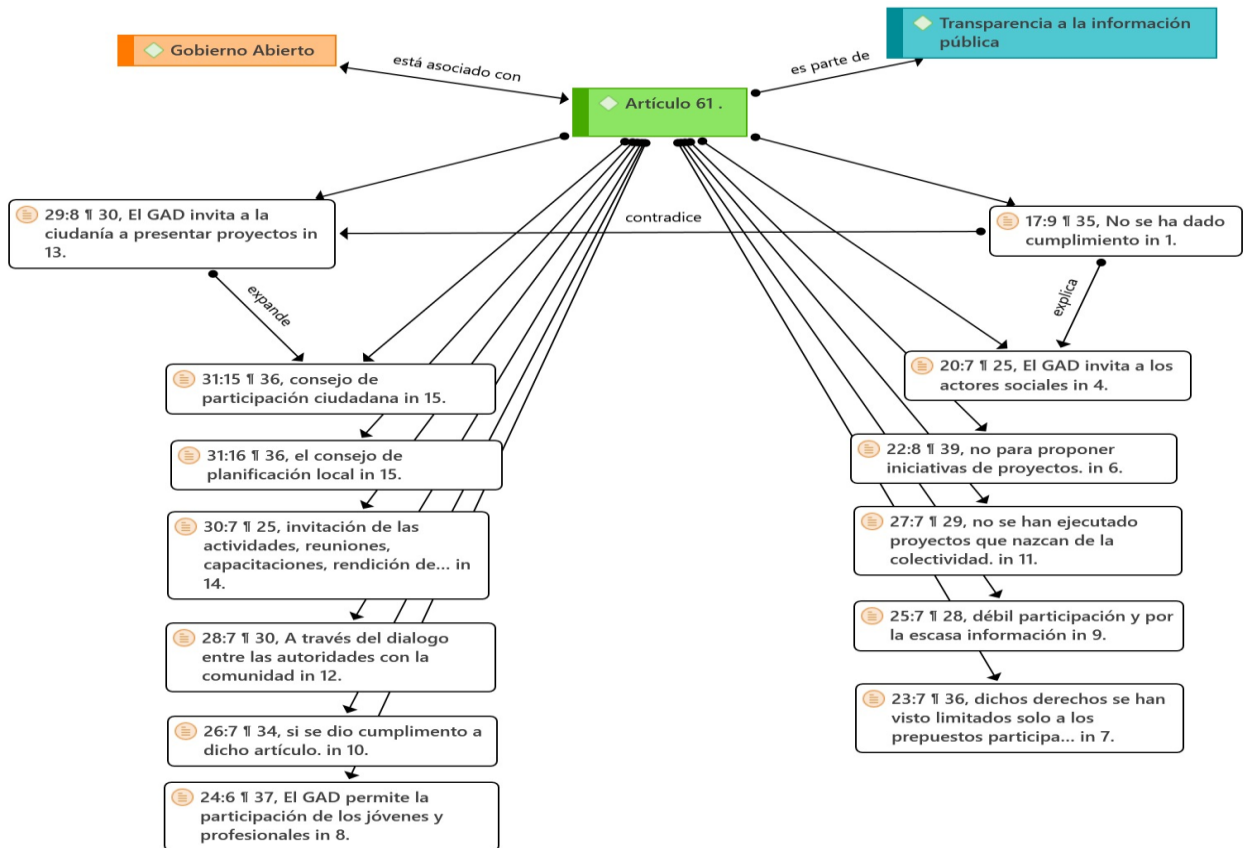 Gobierno Abierto
Transparencia a la información
pública
está asociado con
es parte de
Artículo 61 .
29:8 ¶ 30, El GAD invita a la
ciudanía a presentar proyectos in
13.
contradice
17:9 ¶ 35, No se ha dado
cumplimiento in 1.
expande
explica
31:15 ¶ 36, consejo de
participación ciudadana in 15.
20:7 ¶ 25, El GAD invita a los
actores sociales in 4.
31:16 ¶ 36, el consejo de
planificación local in 15.
22:8 ¶ 39, no para proponer
iniciativas de proyectos. in 6.
30:7 ¶ 25, invitación de las
actividades, reuniones,
capacitaciones, rendición de... in
14.
27:7 ¶ 29, no se han ejecutado
proyectos que nazcan de la
colectividad. in 11.
28:7 ¶ 30, A través del dialogo
entre las autoridades con la
comunidad in 12.
25:7 ¶ 28, débil participación y por
la escasa información in 9.
26:7 ¶ 34, si se dio cumplimento a
dicho artículo. in 10.
23:7 ¶ 36, dichos derechos se han
visto limitados solo a los
prepuestos participa... in 7.
24:6 ¶ 37, El GAD permite la
participación de los jóvenes y
profesionales in 8.